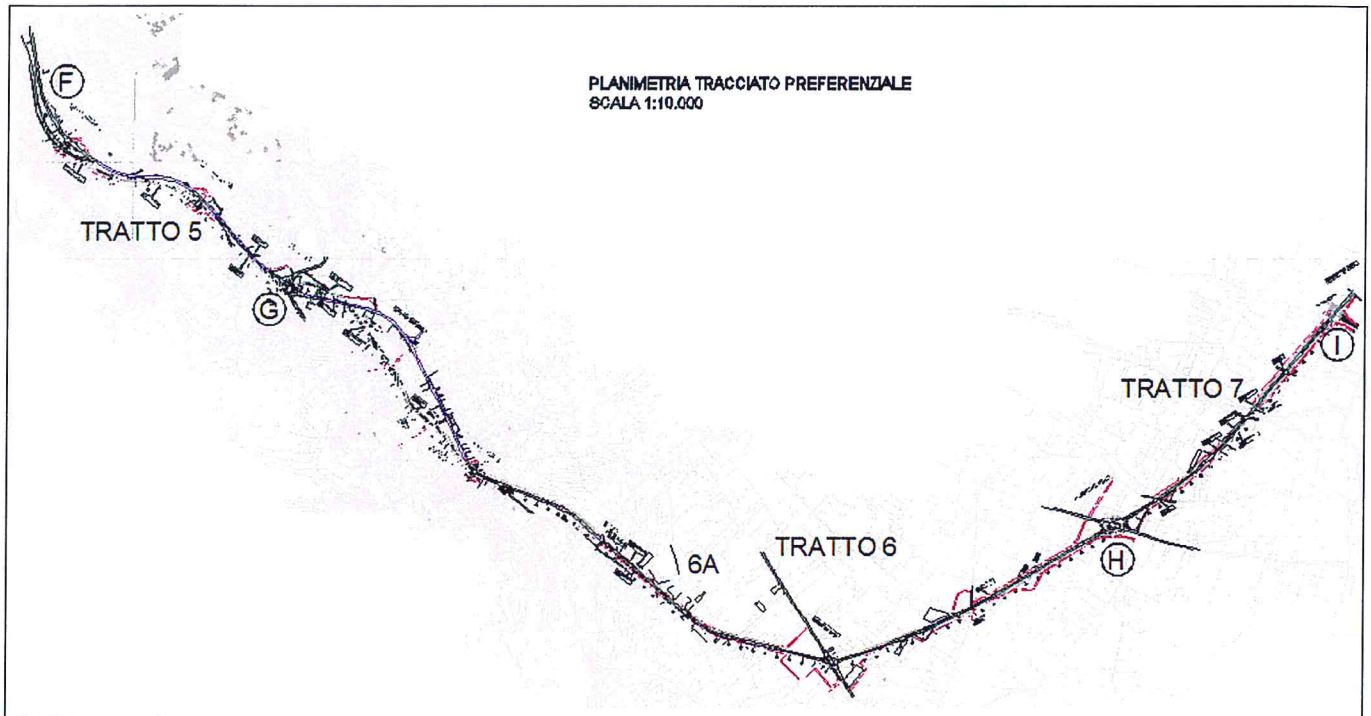 PLANIMETRIA TRACCIATO PREFERENZIALE
SCALA 1:10.000
F
TRATTO 5
G
I
TRATTO 7
TRATTO 6
H
6A